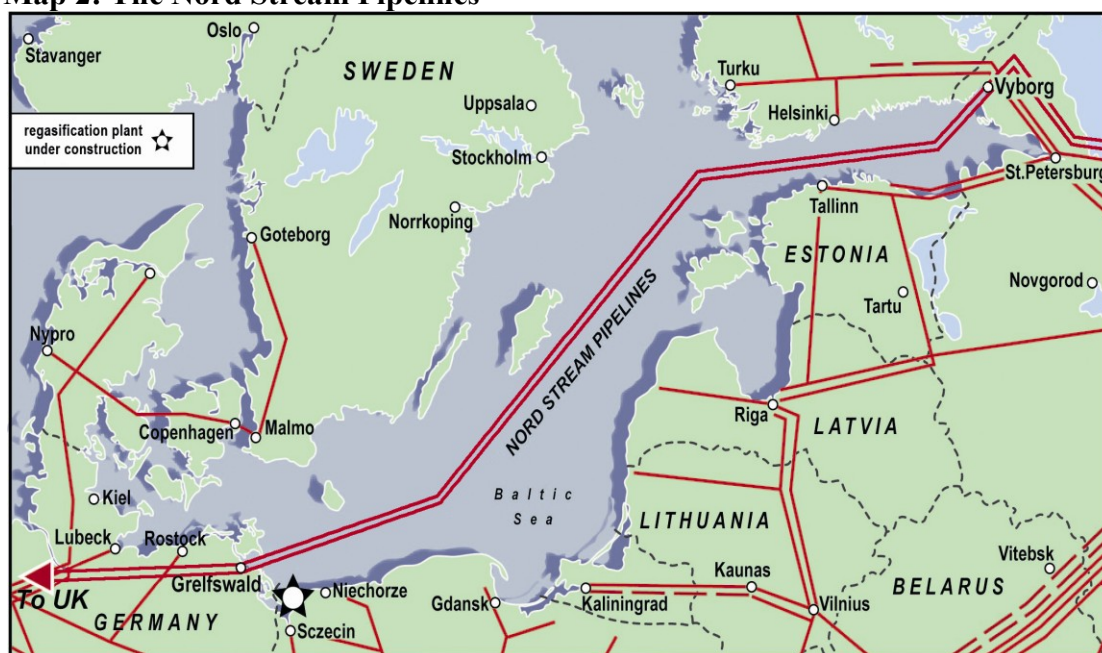 Map 2: The Nord Stream Pipelines
Oslo
Stavanger
SWEDEN
Turku
Vyborg
Uppsala
Helsinki
regasification plant
under construction
Stockholm
St.Petersburg
Tallinn
Norrkoping
Goteborg
ESTONIA
Novgorod
Tartu
NORD STREAM PIPELINES
Nypro
Riga
Copenhagen
Malmo
LATVIA
Kiel
Baltic
Sea
LITHUANIA
Lubeck
Rostock
Vitebsk
Grelfswald
Kaunas
BELARUS
To UK
Niechorze
Gdansk
Kaliningrad
Vilnius
GERMANY
Sczecin